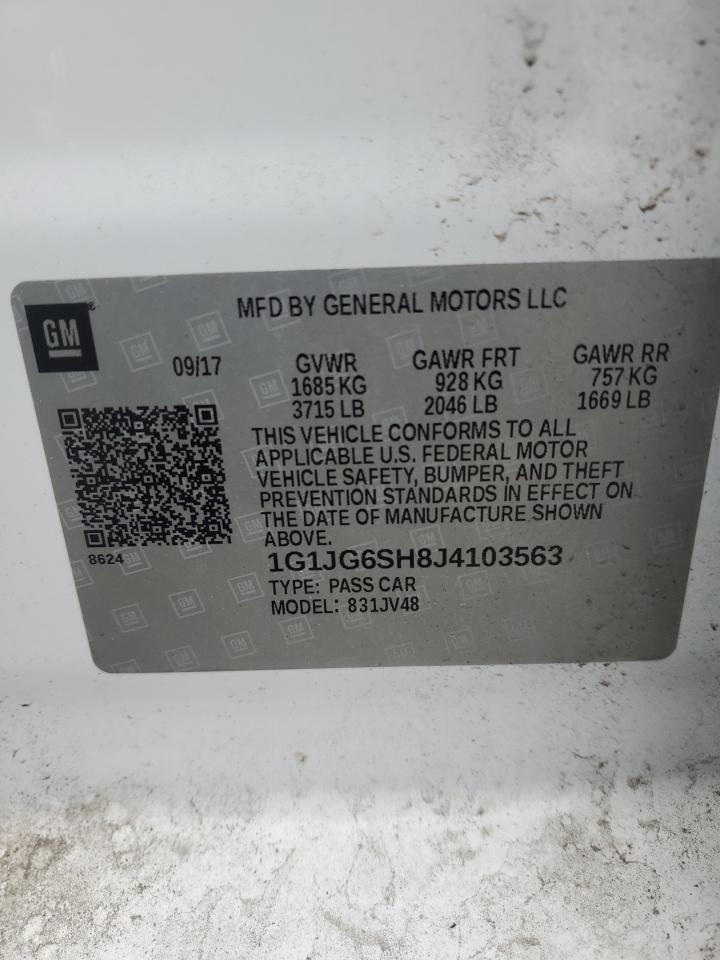 GM
MFD BY GENERAL MOTORS LLC
09/17 GVWR GAWR FRT GAWR RR
1685 KG 928 KG 757 KG
3715 LB 2046 LB 1669 LB
THIS VEHICLE CONFORMS TO ALL
APPLICABLE U.S. FEDERAL MOTOR
VEHICLE SAFETY, BUMPER, AND THEFT
PREVENTION STANDARDS IN EFFECT ON
THE DATE OF MANUFACTURE SHOWN
ABOVE.
8624
1G1JG6SH8J4103563
TYPE: PASS CAR
MODEL: 831JV48